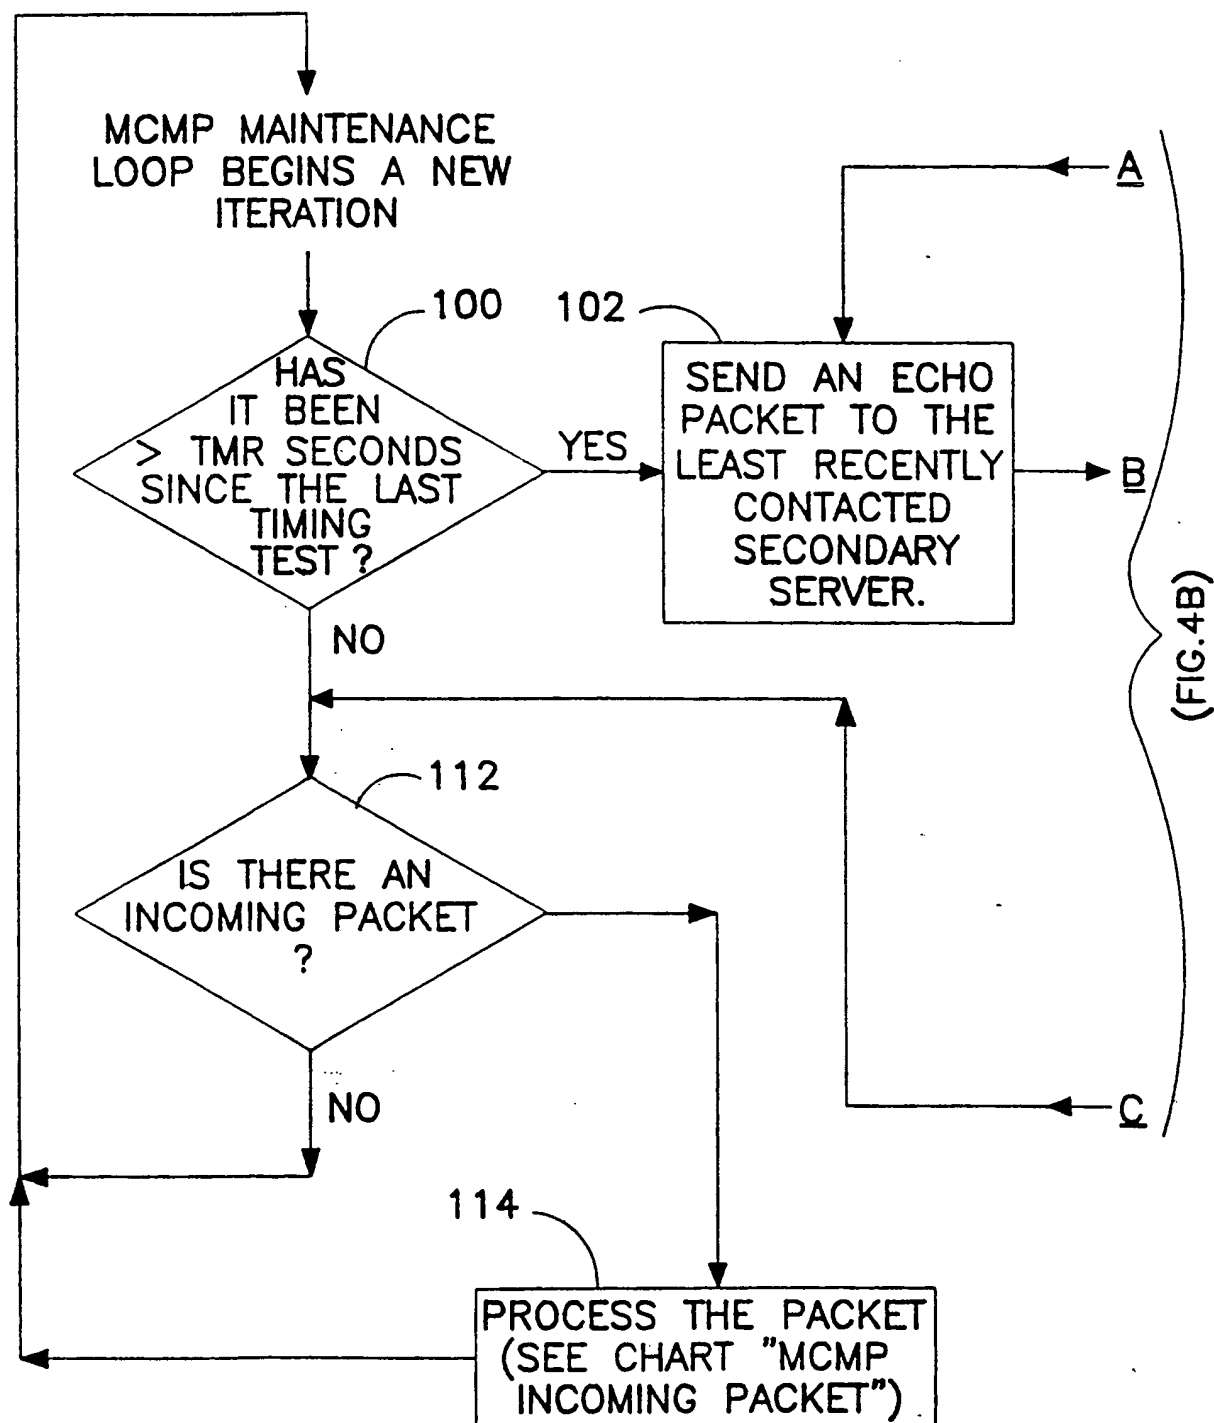 MCMP MAINTENANCE
LOOP BEGINS A NEW
ITERATION
A
100
102
HAS
IT BEEN
> TMR SECONDS
SINCE THE LAST
TIMING
TEST?
YES
SEND AN ECHO
PACKET TO THE
LEAST RECENTLY
CONTACTED
SECONDARY
SERVER.
B
(FIG.4B)
NO
112
IS THERE AN
INCOMING PACKET
?
NO
C
114
PROCESS THE PACKET
(SEE CHART "MCMP
INCOMING PACKET")